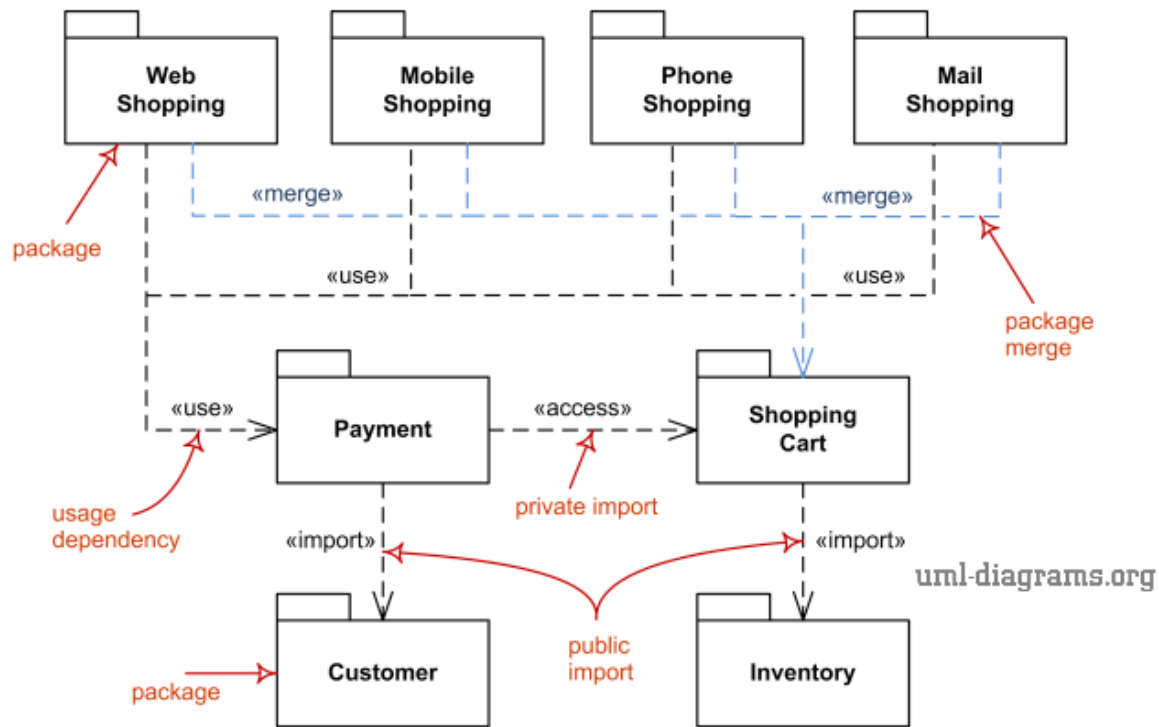 Web
Shopping
Mobile
Shopping
Phone
Shopping
Mail
Shopping
«merge»
«merge»
package
«use»
«use»
package
merge
«use»
Payment
«access»
Shopping
Cart
usage
dependency
private import
«import»
«import»
uml-diagrams.org
public
import
package
Customer
Inventory